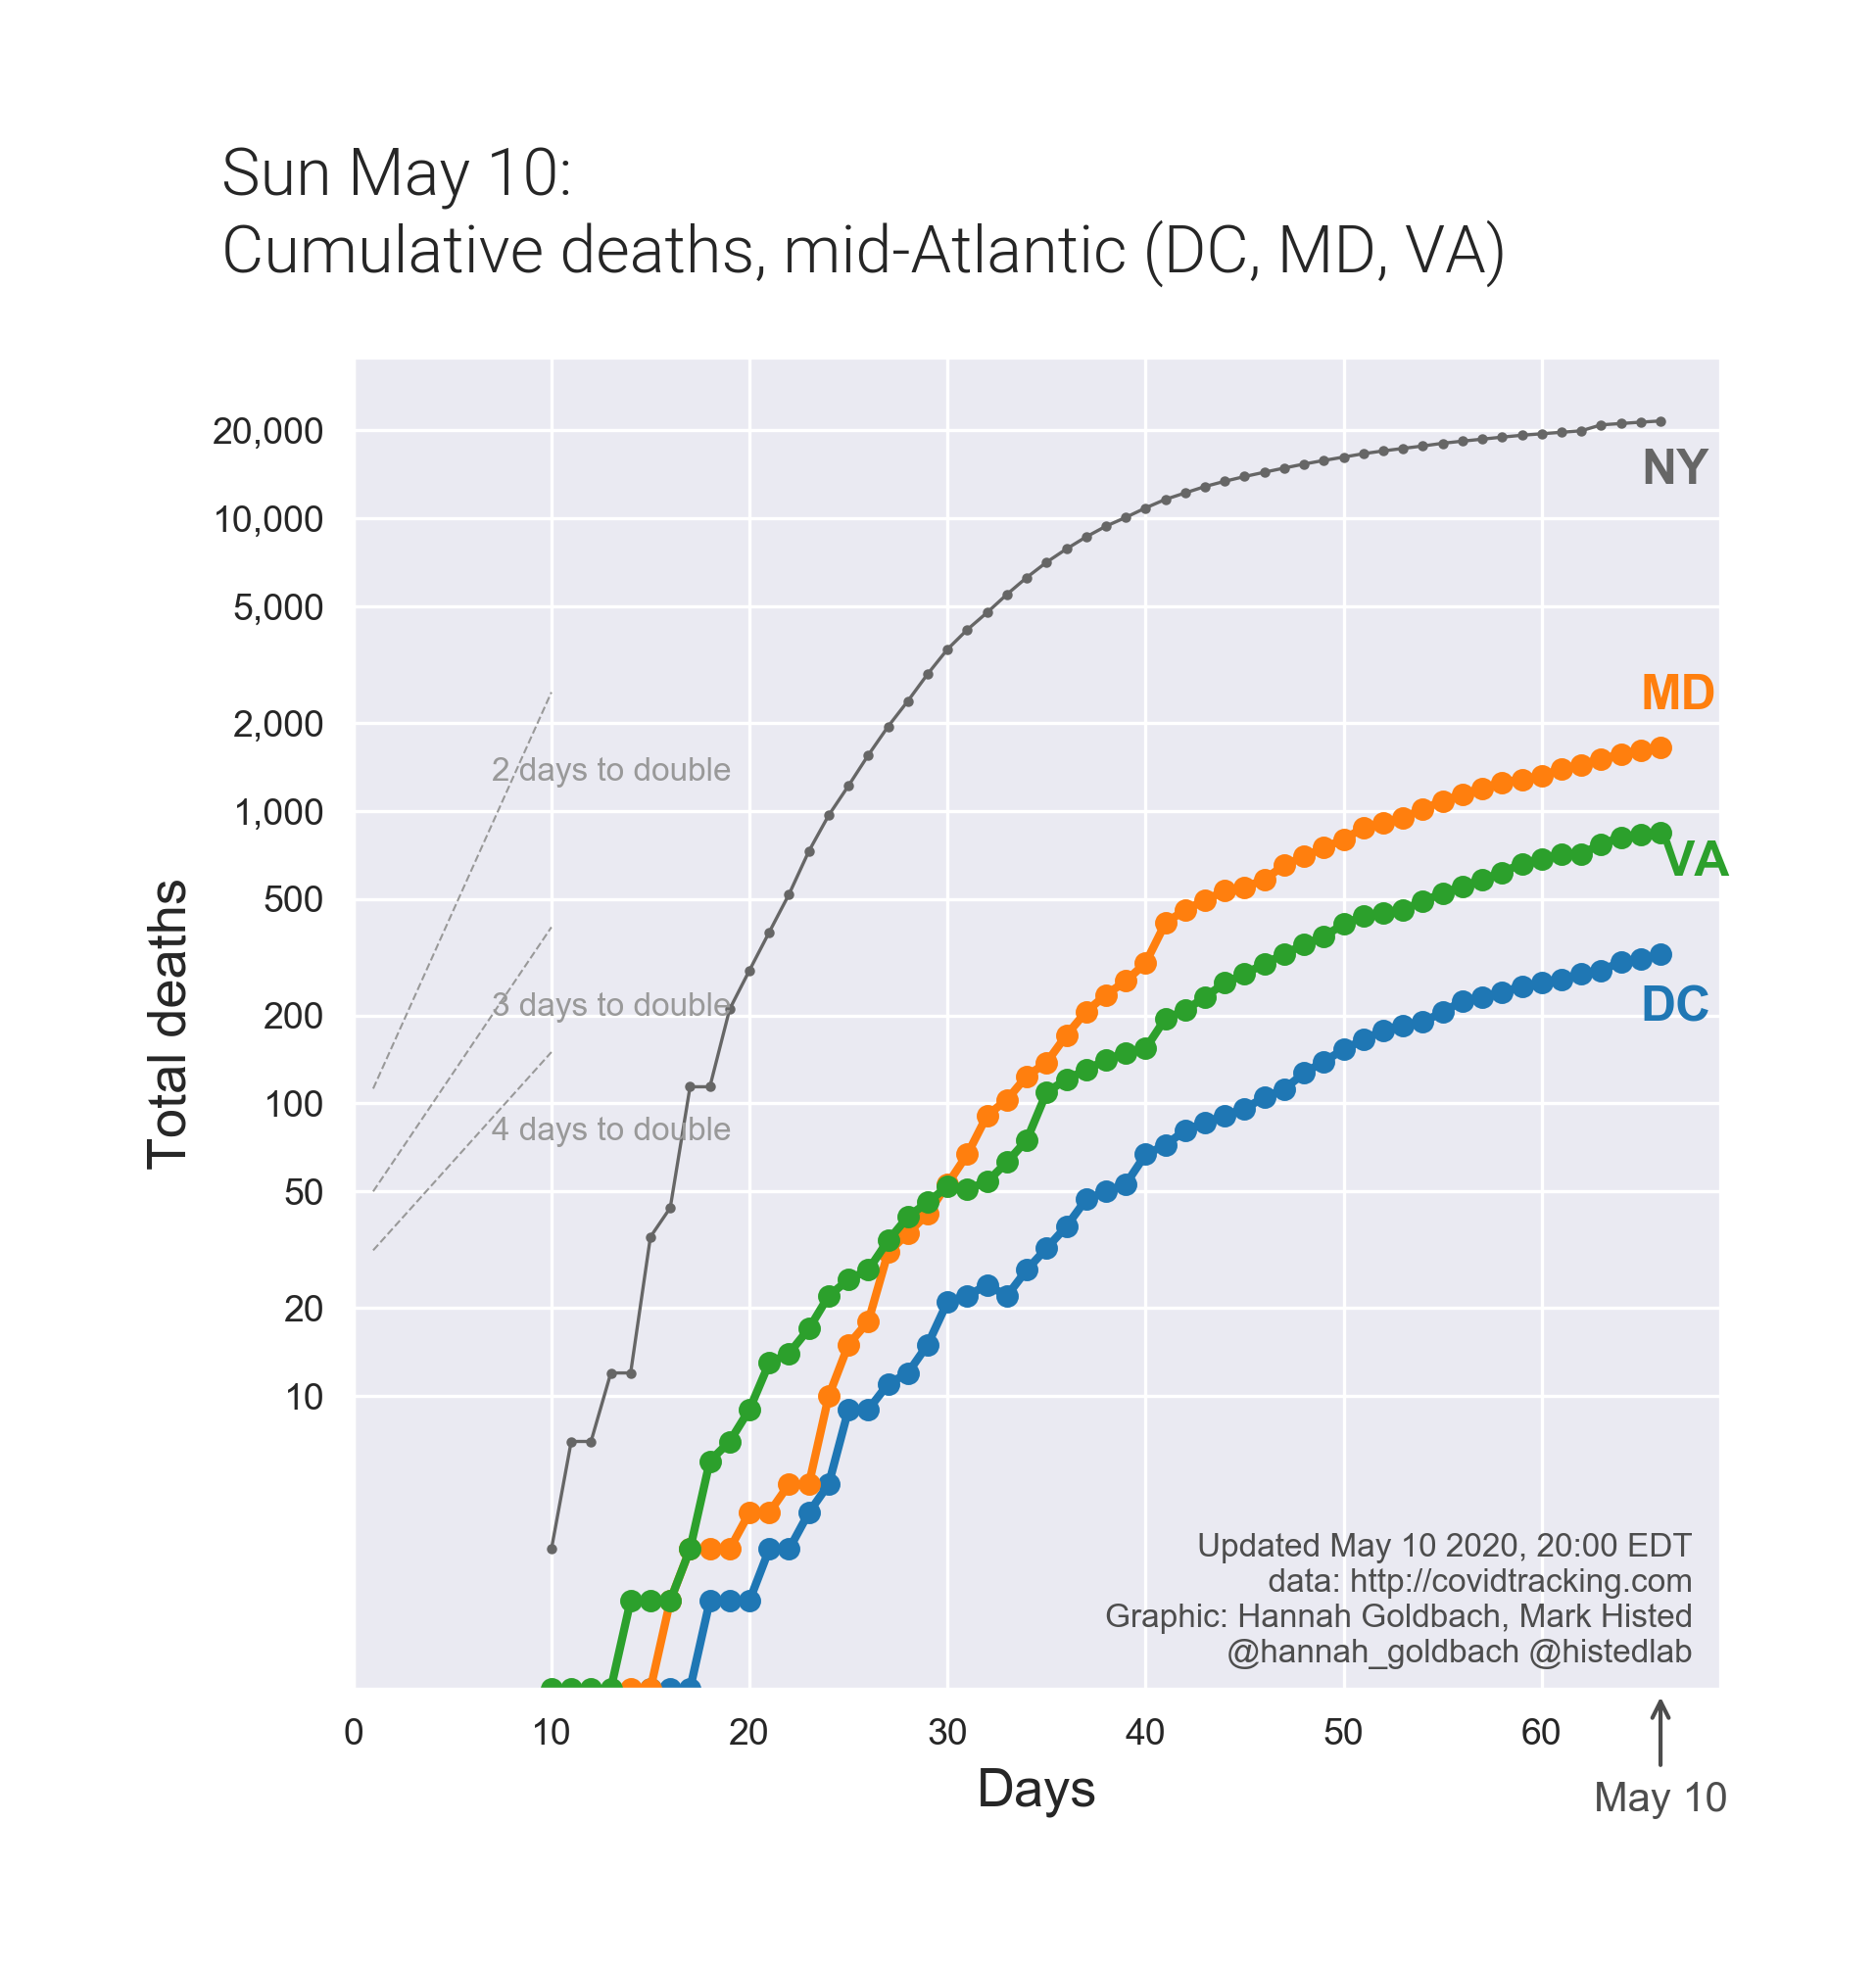 Sun May 10:
Cumulative deaths, mid-Atlantic (DC, MD, VA)
20,000
10,000
5,000
2,000
1,000
500
200
100
50
20
10
Total deaths
NY
MD
VA
DC
2 days to double
3 days to double
4 days to double
Updated May 10 2020, 20:00 EDT
data: http://covidtracking.com
Graphic: Hannah Goldbach, Mark Histed
@hannah_goldbach @histedlab
0 10 20 30 40 50 60
Days
May 10